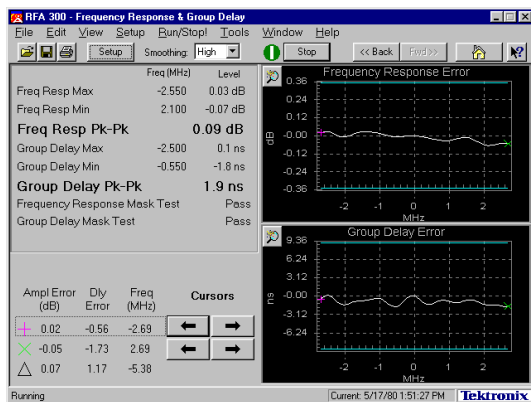 RFA 300 - Frequency Response & Group Delay
File Edit View Setup Run/Stop! Tools Window Help
Setup Smoothing: High Stop << Back Fwd >>
Freq (MHz) Level
Freq Resp Max -2.550 0.03 dB
Freq Resp Min 2.100 -0.07 dB
Freq Resp Pk-Pk 0.09 dB
Group Delay Max -2.500 0.1 ns
Group Delay Min -0.550 -1.8 ns
Group Delay Pk-Pk 1.9 ns
Frequency Response Mask Test Pass
Group Delay Mask Test Pass
Ampl Error (dB) Dly Error Freq (MHz) Cursors
0.02 -0.56 -2.69
-0.05 -1.73 2.69
0.07 1.17 -5.38
Frequency Response Error
0.36
0.24
0.12
-0.00
-0.12
-0.24
-0.36
dB
-2 -1 0 1 2
MHz
Group Delay Error
9.36
6.24
3.12
-0.00
-3.12
-6.24
ns
-2 -1 0 1 2
MHz
Running Current: 5/17/80 1:51:27 PM Tektronix